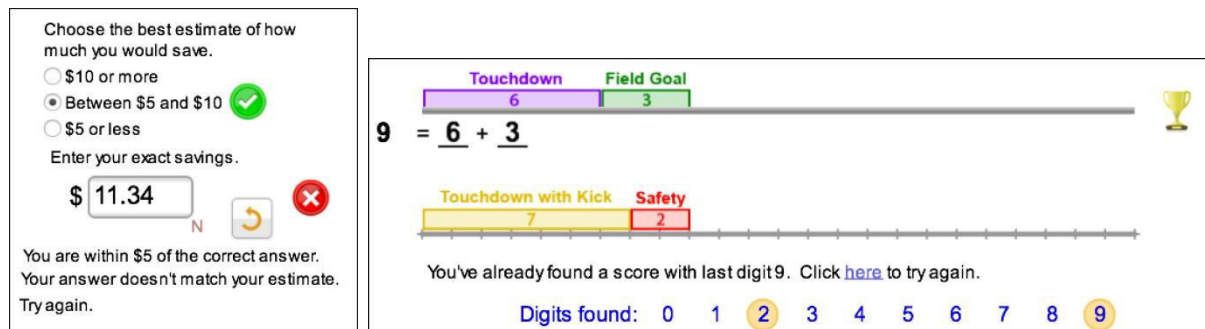 Choose the best estimate of how
much you would save.
$10 or more
Between $5 and $10
$5 or less
Enter your exact savings.
$ 11.34
N
You are within $5 of the correct answer.
Your answer doesn't match your estimate.
Try again.
Touchdown Field Goal
6 3
9 = 6 + 3
Touchdown with Kick Safety
7 2
You've already found a score with last digit 9. Click here to try again.
Digits found: 0 1 2 3 4 5 6 7 8 9